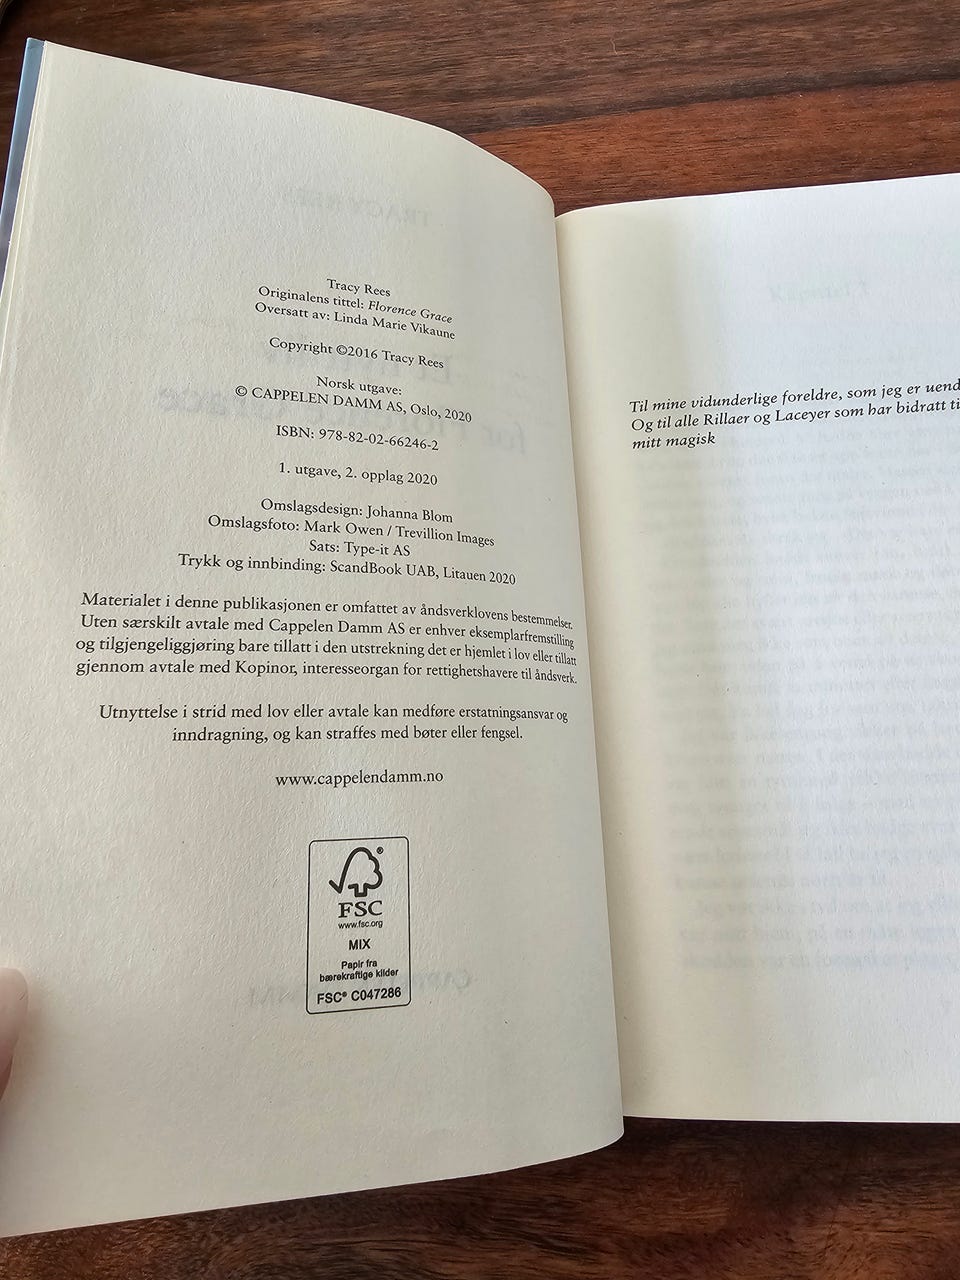 Tracy Rees
Originalens tittel: Florence Grace
Oversatt av: Linda Marie Vikaune
Copyright ©2016 Tracy Rees
Norsk utgave:
© CAPPELEN DAMM AS, Oslo, 2020
ISBN: 978-82-02-66246-2
1. utgave, 2. opplag 2020
Omslagsdesign: Johanna Blom
Omslagsfoto: Mark Owen / Trevillion Images
Sats: Type-it AS
Trykk og innbinding: ScandBook UAB, Litauen 2020
Materialet i denne publikasjonen er omfattet av åndsverklovens bestemmelser.
Uten særskilt avtale med Cappelen Damm AS er enhver eksemplarfremstilling
og tilgjengeliggjøring bare tillatt i den utstrekning det er hjemlet i lov eller tillatt
gjennom avtale med Kopinor, interesseorgan for rettighetshavere til åndsverk.
Utnyttelse i strid med lov eller avtale kan medføre erstatningsansvar og
inndragning, og kan straffes med bøter eller fengsel.
www.cappelendamm.no
FSC
www.fsc.org
MIX
Papir fra
bærekraftige kilder
FSC® C047286
Til mine vidunderlige foreldre, som jeg er uend
Og til alle Rillaer og Laceyer som har bidratt ti
mitt magisk